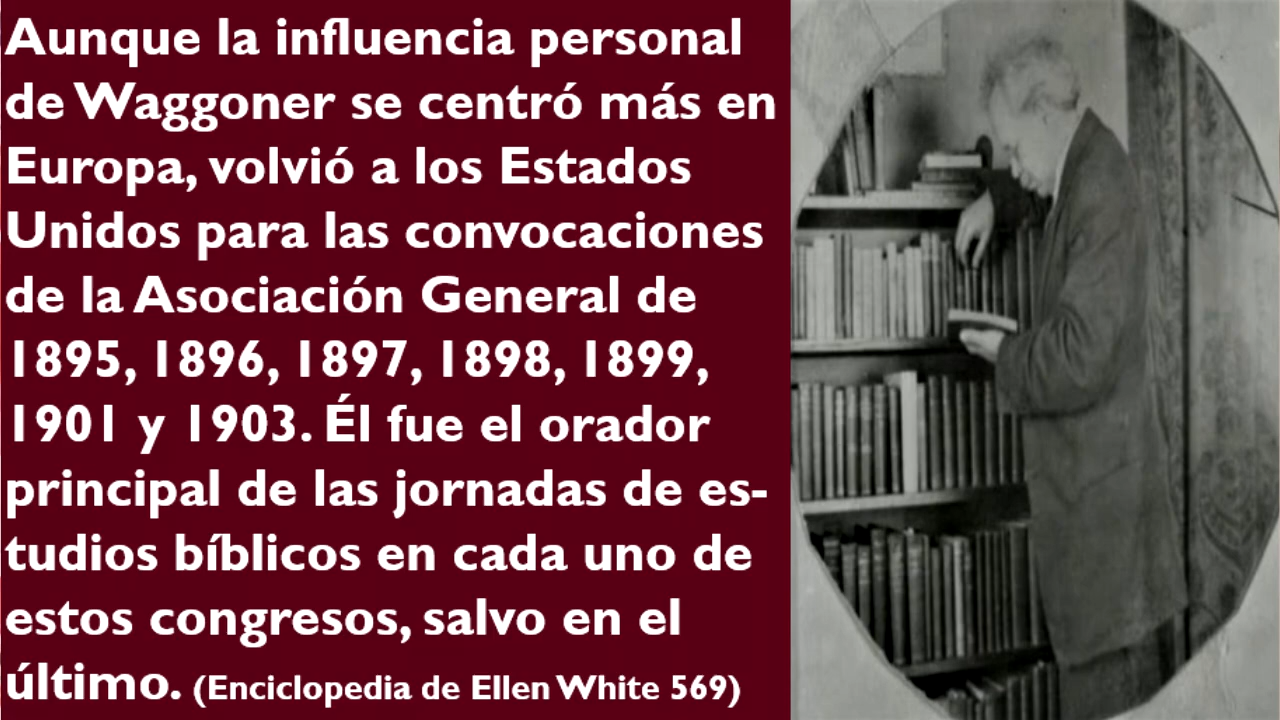 Aunque la influencia personal
de Waggoner se centró más en
Europa, volvió a los Estados
Unidos para las convocaciones
de la Asociación General de
1895, 1896, 1897, 1898, 1899,
1901 y 1903. Él fue el orador
principal de las jornadas de es-
tudios bíblicos en cada uno de
estos congresos, salvo en el
último. (Enciclopedia de Ellen White 569)